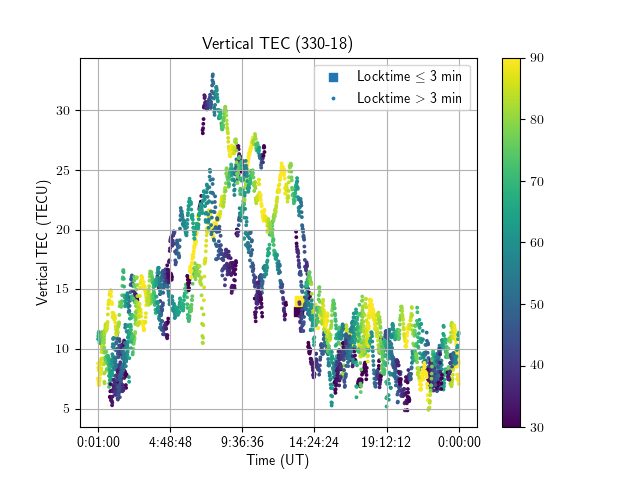 Vertical TEC (330-18)
Locktime ≤ 3 min
Locktime > 3 min
Vertical TEC (TECU)
30
25
20
15
10
5
0:01:00 4:48:48 9:36:36 14:24:24 19:12:12 0:00:00
Time (UT)
90
80
70
60
50
40
30